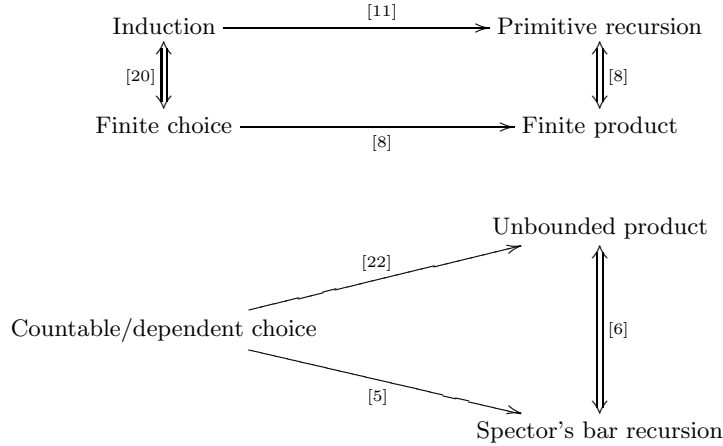 [11]
Induction Primitive recursion
[20] [8]
Finite choice Finite product
[8]
Unbounded product
[22]
Countable/dependent choice [6]
[5]
Spector's bar recursion